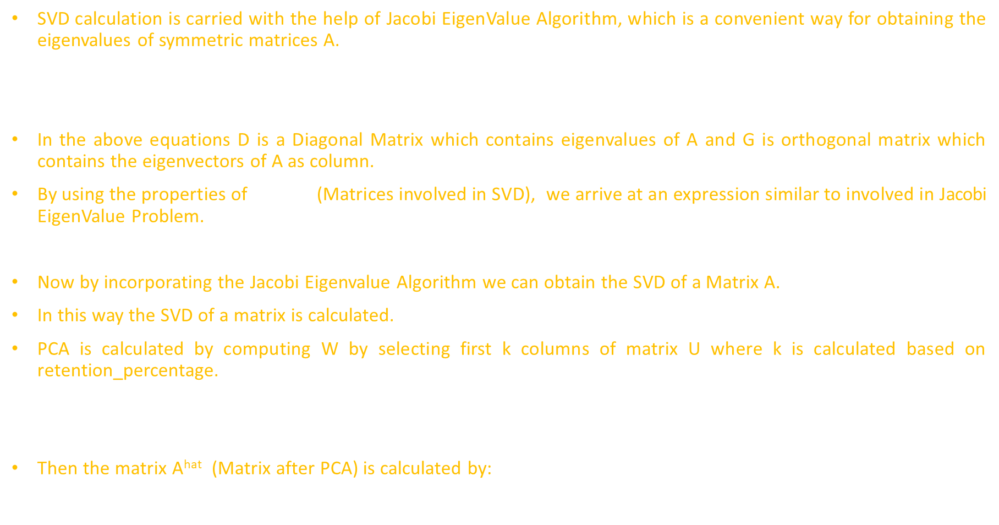 • SVD calculation is carried with the help of Jacobi EigenValue Algorithm, which is a convenient way for obtaining the
eigenvalues of symmetric matrices A.
• In the above equations D is a Diagonal Matrix which contains eigenvalues of A and G is orthogonal matrix which
contains the eigenvectors of A as column.
• By using the properties of (Matrices involved in SVD), we arrive at an expression similar to involved in Jacobi
EigenValue Problem.
• Now by incorporating the Jacobi Eigenvalue Algorithm we can obtain the SVD of a Matrix A.
• In this way the SVD of a matrix is calculated.
• PCA is calculated by computing W by selecting first k columns of matrix U where k is calculated based on
retention_percentage.
• Then the matrix A^hat (Matrix after PCA) is calculated by: